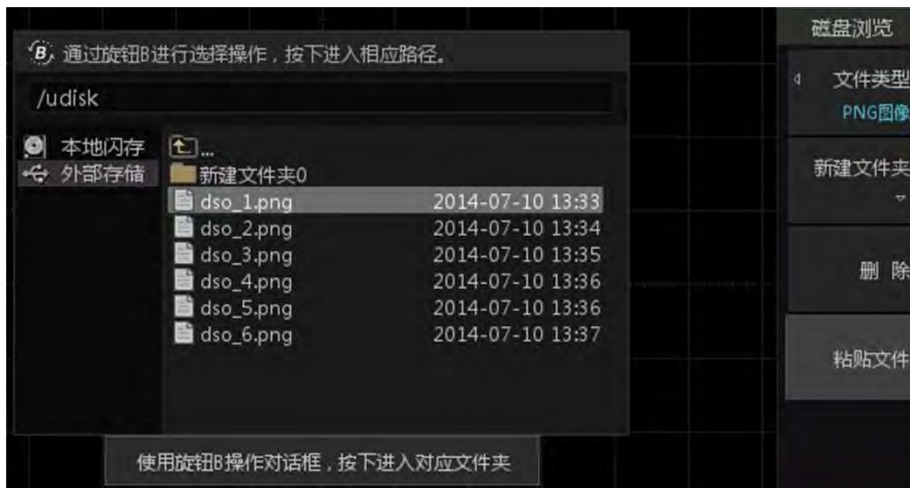 磁盘浏览
B 通过旋钮B进行选择操作，按下进入相应路径。
/udisk
文件类型
PNG图像
本地闪存
外部存储
...
新建文件夹0
dso_1.png 2014-07-10 13:33
dso_2.png 2014-07-10 13:34
dso_3.png 2014-07-10 13:35
dso_4.png 2014-07-10 13:36
dso_5.png 2014-07-10 13:36
dso_6.png 2014-07-10 13:37
新建文件夹
删 除
粘贴文件
使用旋钮B操作对话框，按下进入对应文件夹